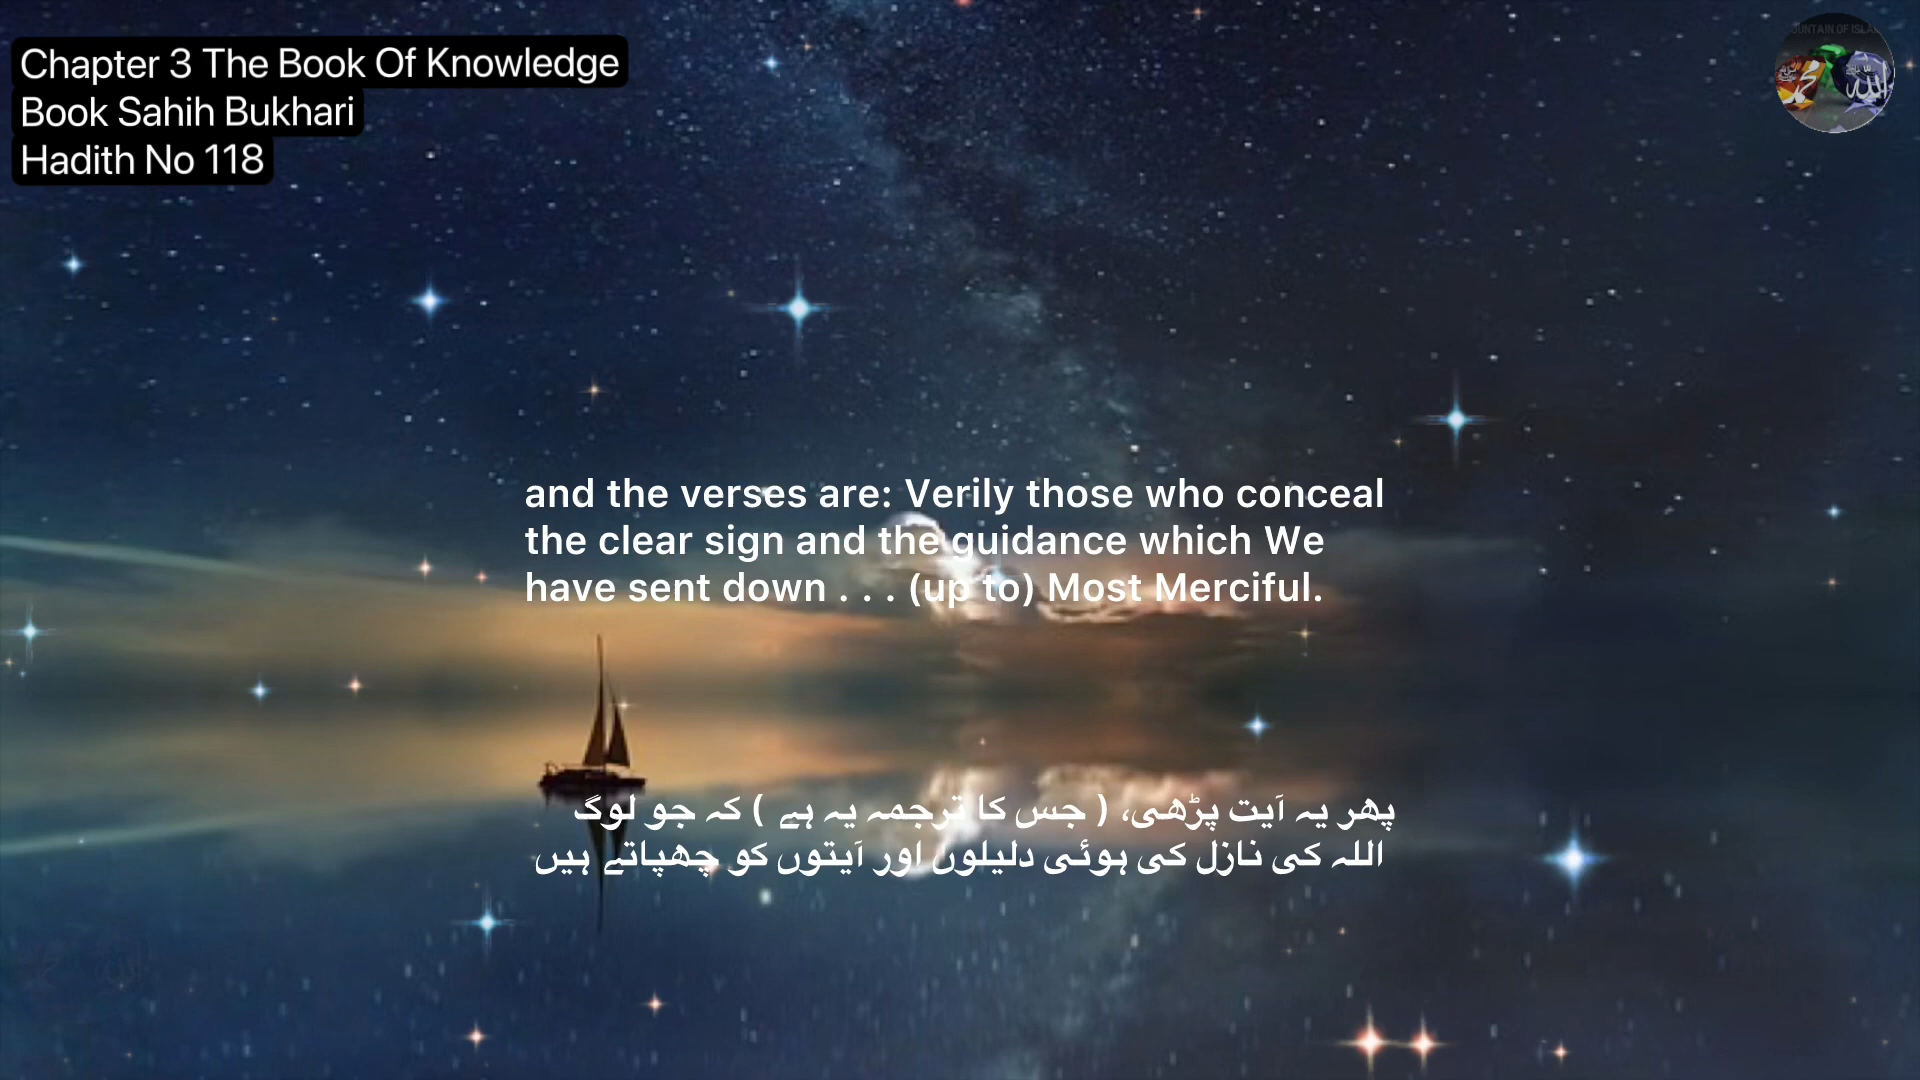 Chapter 3 The Book Of Knowledge
Book Sahih Bukhari
Hadith No 118
and the verses are: Verily those who conceal
the clear sign and the guidance which We
have sent down . . . (up to) Most Merciful.
پھر یہ آیت پڑھی، ( جس کا ترجمہ یہ ہے ) کہ جو لوگ
اللہ کی نازل کی ہوئی دلیلوں اور آیتوں کو چھپاتے ہیں